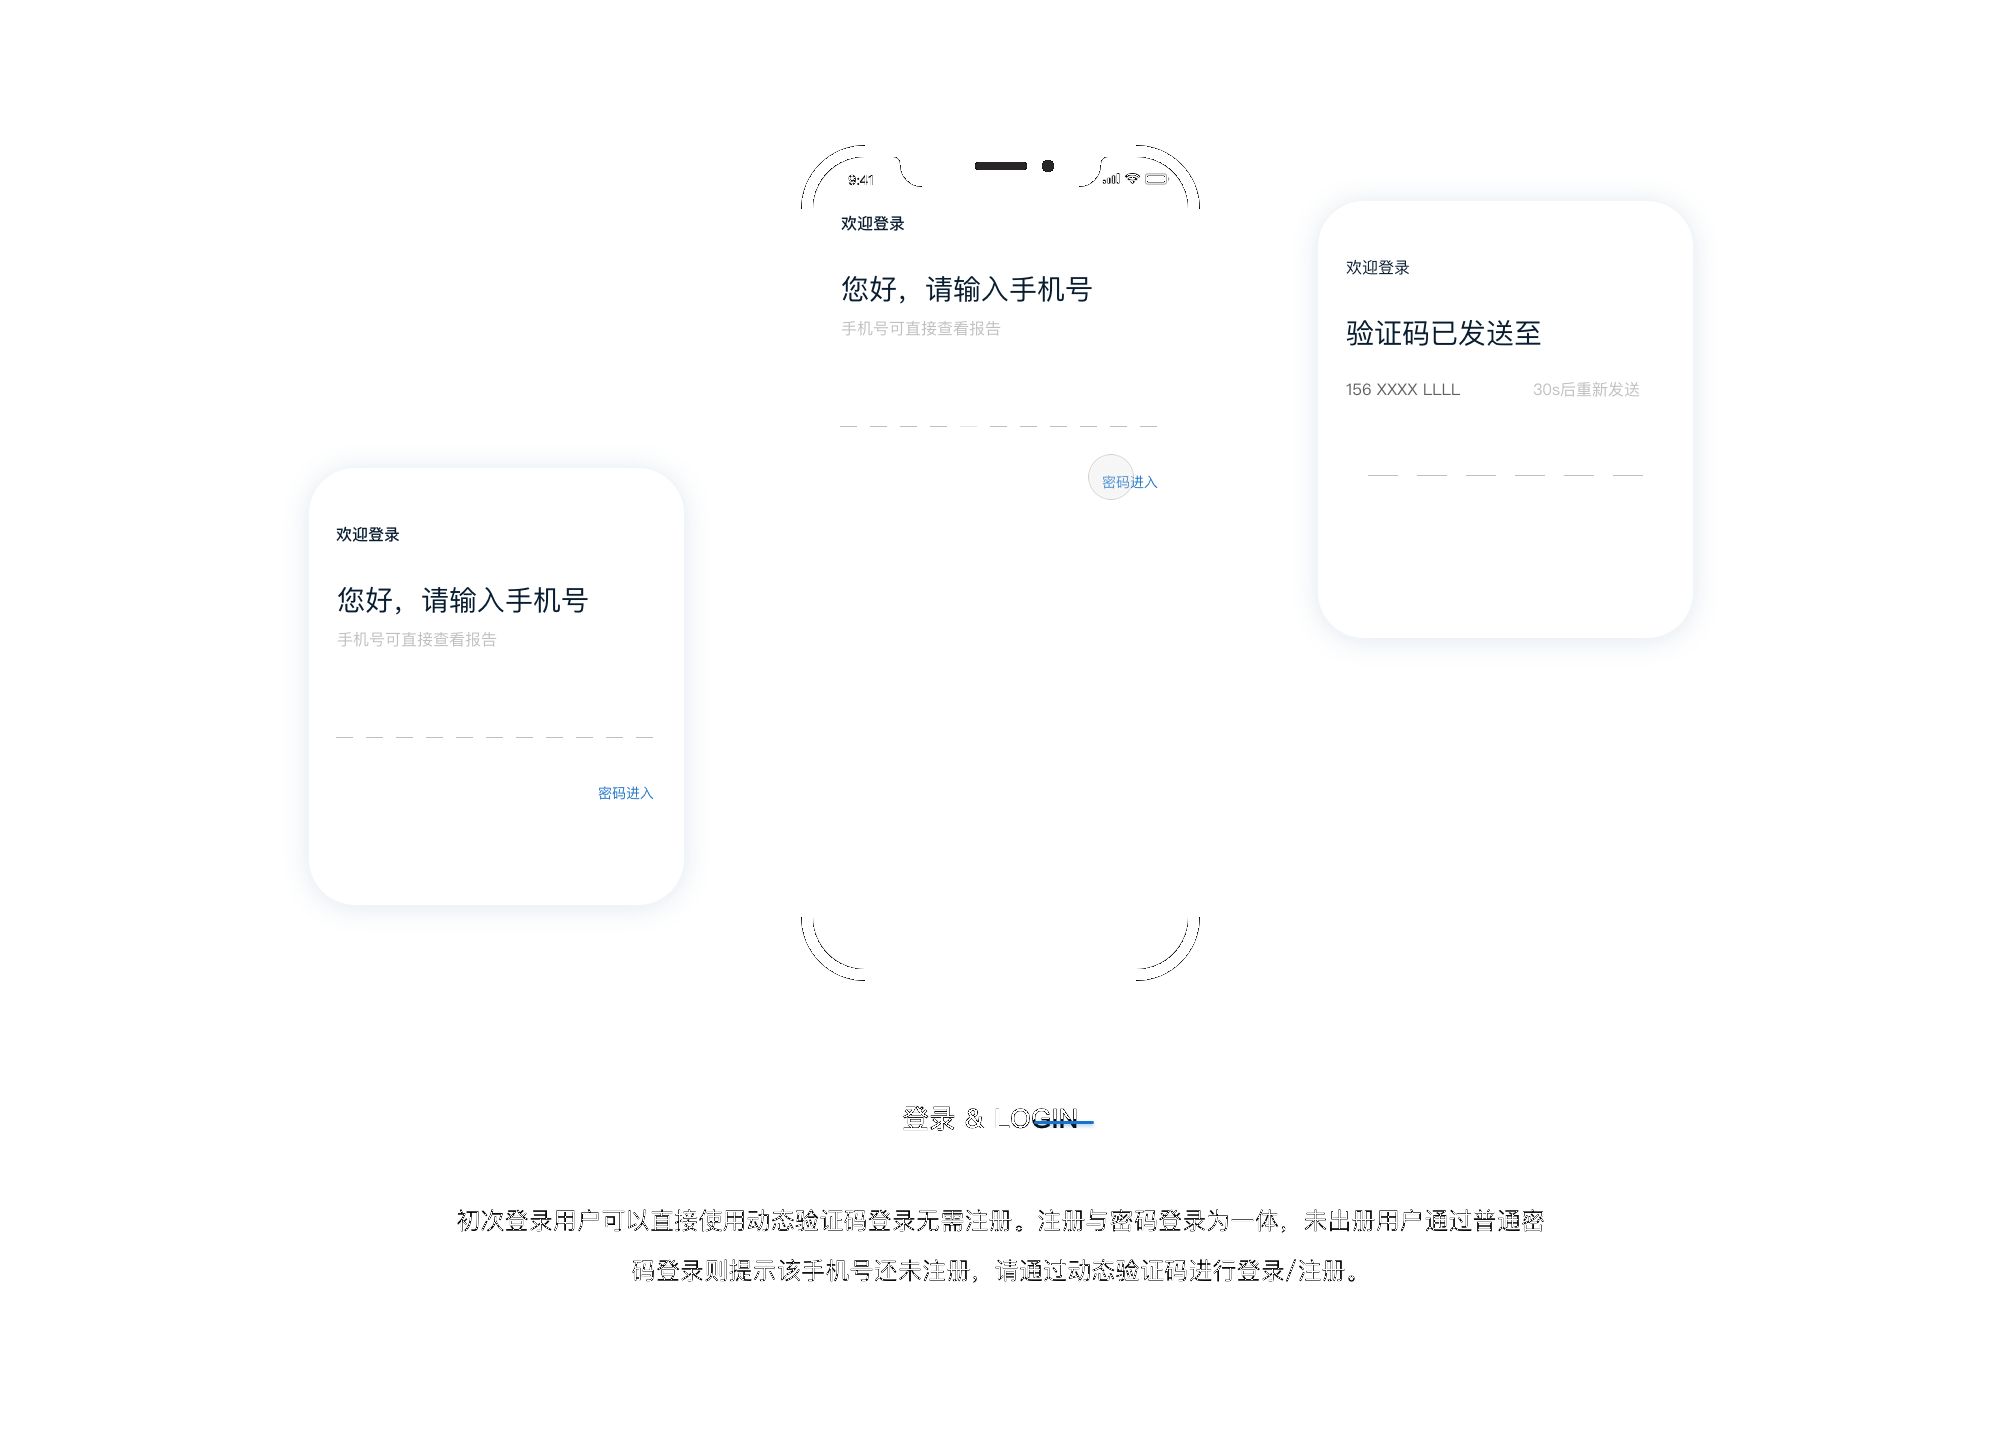 欢迎登录
您好，请输入手机号
手机号可直接查看报告
密码进入
9:41
欢迎登录
您好，请输入手机号
手机号可直接查看报告
密码进入
欢迎登录
验证码已发送至
156 XXXX LLLL
30s后重新发送
登录 & LOGIN
初次登录用户可以直接使用动态验证码登录无需注册。注册与密码登录为一体，未出册用户通过普通密
码登录则提示该手机号还未注册，请通过动态验证码进行登录/注册。